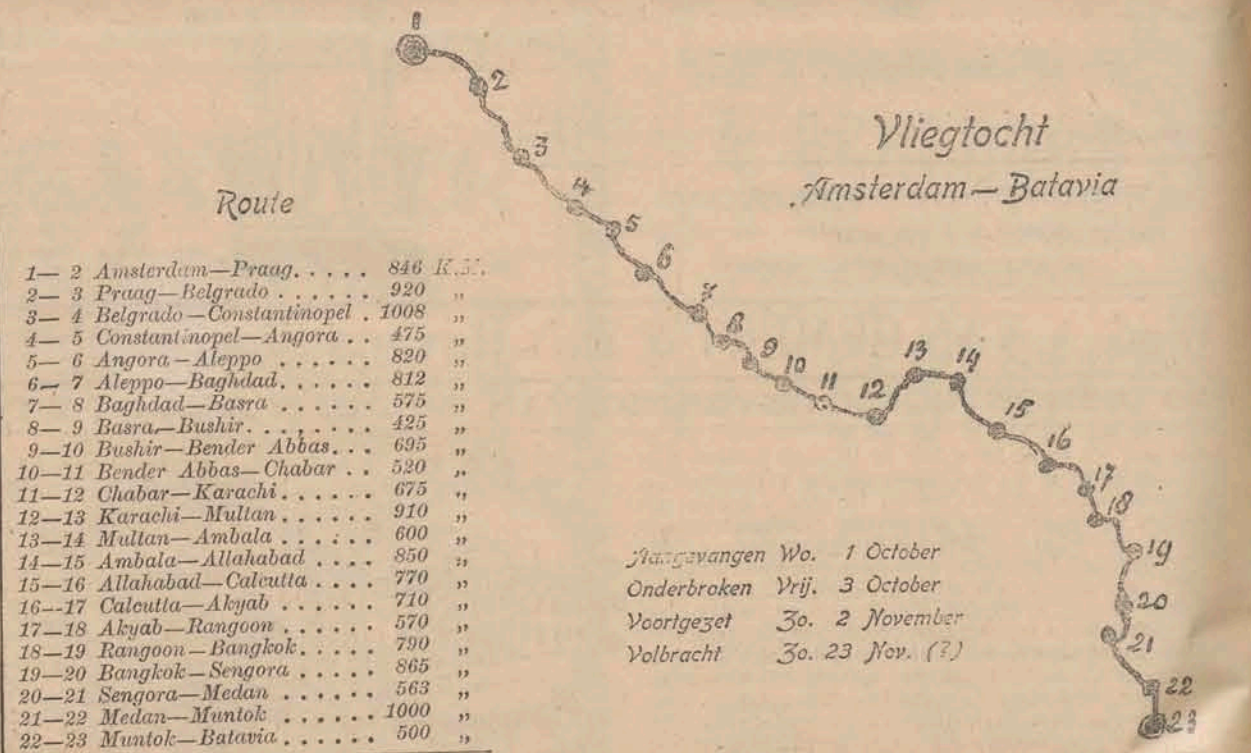 Vliegtocht
Amsterdam — Batavia
Route
1— 2 Amsterdam—Praag. . . . . 846 K.M.
2— 3 Praag—Belgrado . . . . . . 920 „
3— 4 Belgrado—Constantinopel . 1008 „
4— 5 Constantinopel—Angora . . 475 „
5— 6 Angora—Aleppo . . . . . . 820 „
6— 7 Aleppo—Baghdad. . . . . . 812 „
7— 8 Baghdad—Basra . . . . . . 575 „
8— 9 Basra—Bushir. . . . . . . . 425 „
9—10 Bushir—Bender Abbas. . . 695 „
10—11 Bender Abbas—Chabar . . 520 „
11—12 Chabar—Karachi. . . . . . 675 „
12—13 Karachi—Multan . . . . . . 910 „
13—14 Multan—Ambala . . . . . . 600 „
14—15 Ambala—Allahabad . . . . 850 „
15—16 Allahabad—Calcutta . . . . 770 „
16—17 Calcutta—Akyab . . . . . . 710 „
17—18 Akyab—Rangoon . . . . . . 570 „
18—19 Rangoon—Bangkok. . . . . 790 „
19—20 Bangkok—Sengora . . . . . 865 „
20—21 Sengora—Medan . . . . . . 563 „
21—22 Medan—Muntok . . . . . . 1000 „
22—23 Muntok—Batavia . . . . . . 500 „
1
2
3
14
5
6
7
8
9
10
11
12
13
14
15
16
17
18
19
20
21
22
23
Aangevangen Wo. 1 October
Onderbroken Vrij. 3 October
Voortgezet Zo. 2 November
Volbracht Zo. 23 Nov. (?)